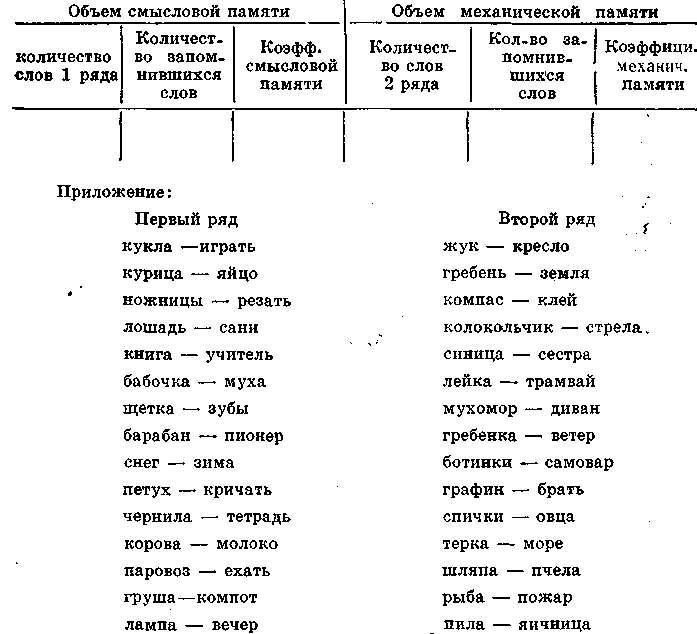 Объем смысловой памяти
Объем механической памяти
количество
слов 1 ряда
Количест-
во запом-
нившихся
слов
Коэфф.
смысловой
памяти
Количест-
во слов
2 ряда
Кол-во за-
помнив-
шихся
слов
Коэффици.
механич.
памяти
Приложение:
Первый ряд
кукла —играть
курица — яйцо
ножницы — резать
лошадь — сани
книга — учитель
бабочка — муха
щетка — зубы
барабан — пионер
снег — зима
петух — кричать
чернила — тетрадь
корова — молоко
паровоз — ехать
груша—компот
лампа — вечер
Второй ряд
жук — кресло
гребень — земля
компас — клей
колокольчик — стрела.
синица — сестра
лейка — трамвай
мухомор — диван
гребенка — ветер
ботинки — самовар
графин — брать
спички — овца
терка — море
шляпа — пчела
рыба — пожар
пила — яичница